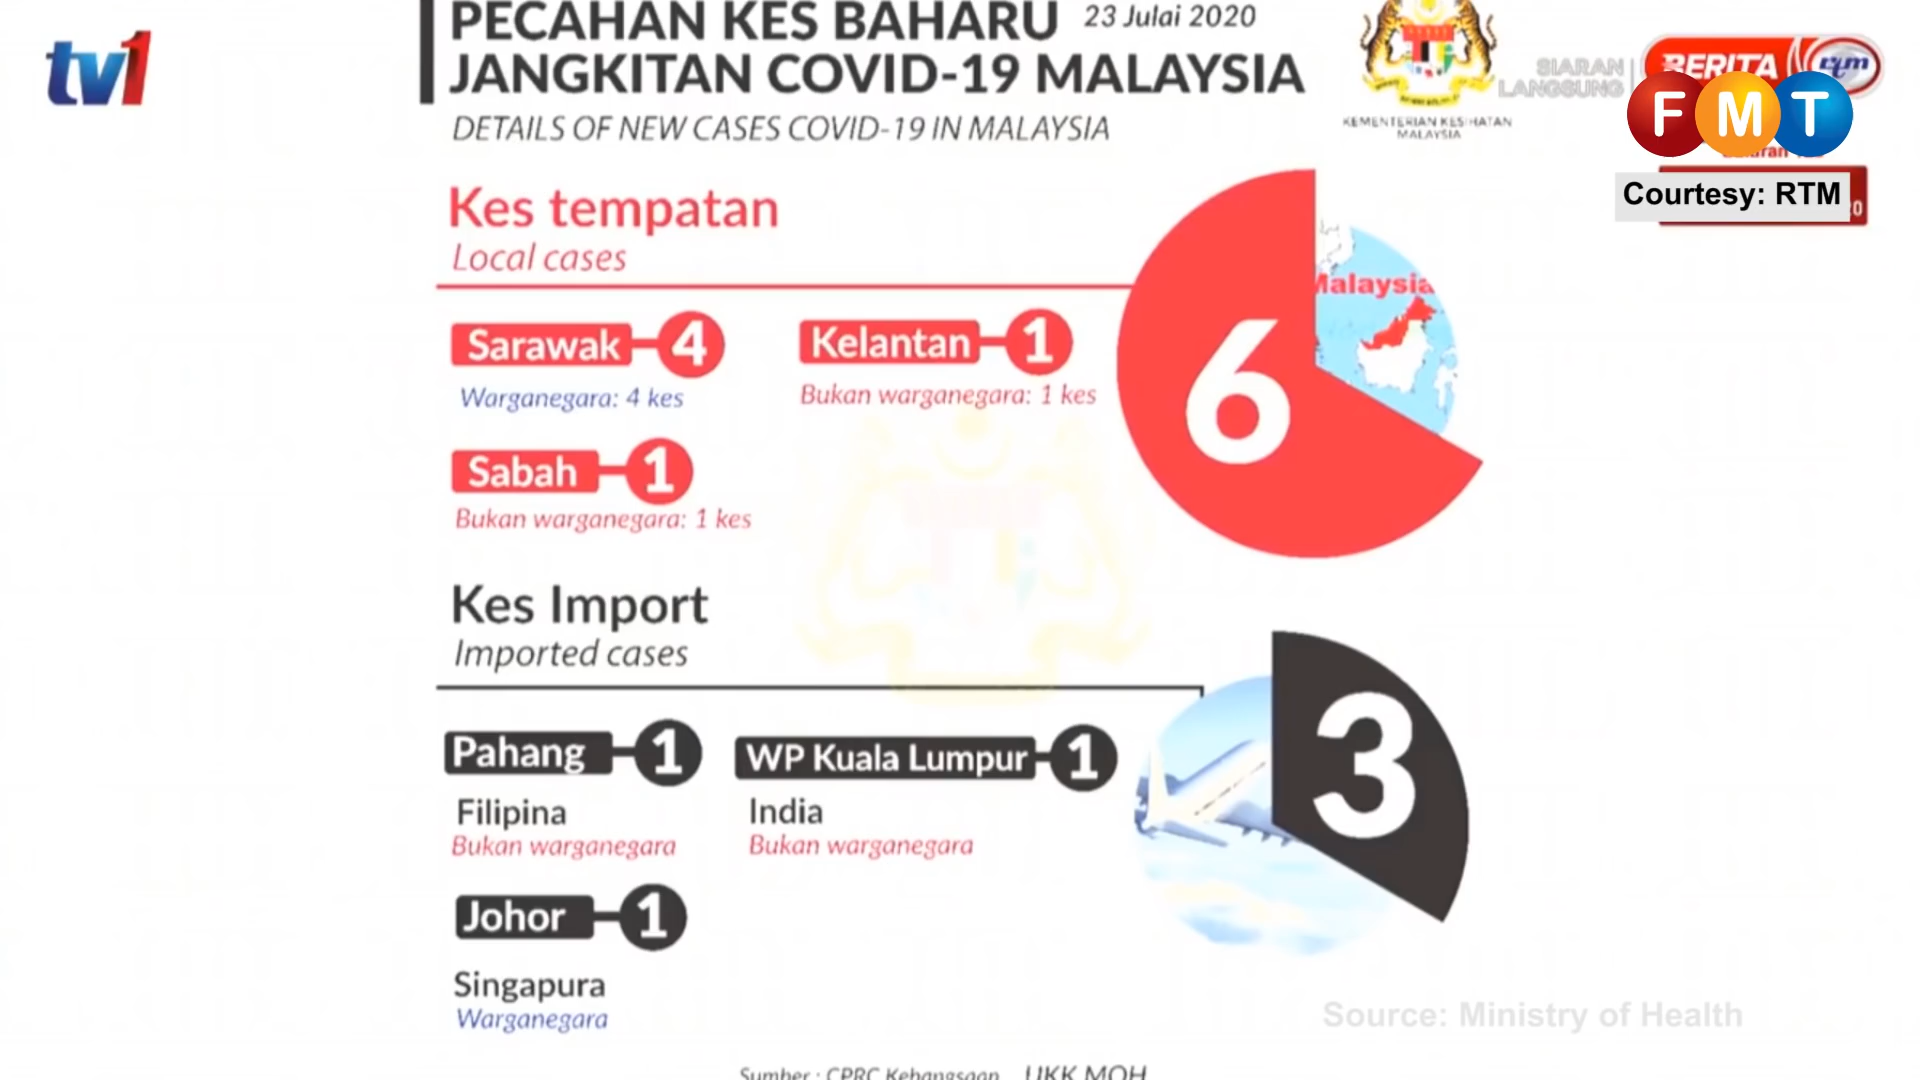 tv1
PECAHAN KES BAHARU 23 Julai 2020
JANGKITAN COVID-19 MALAYSIA
DETAILS OF NEW CASES COVID-19 IN MALAYSIA
KEMENTERIAN KESIHATAN
MALAYSIA
SIARAN
LANGSUNG
BERITA rtm
FMT
Courtesy: RTM
Kes tempatan
Local cases
Malaysia
Sarawak 4
Warganegara: 4 kes
Kelantan 1
Bukan warganegara: 1 kes
6
Sabah 1
Bukan warganegara: 1 kes
Kes Import
Imported cases
Pahang 1
Filipina
Bukan warganegara
WP Kuala Lumpur 1
India
Bukan warganegara
3
Johor 1
Singapura
Warganegara
Source: Ministry of Health
Sumber : CPRC Kebangsaan UKK MOH